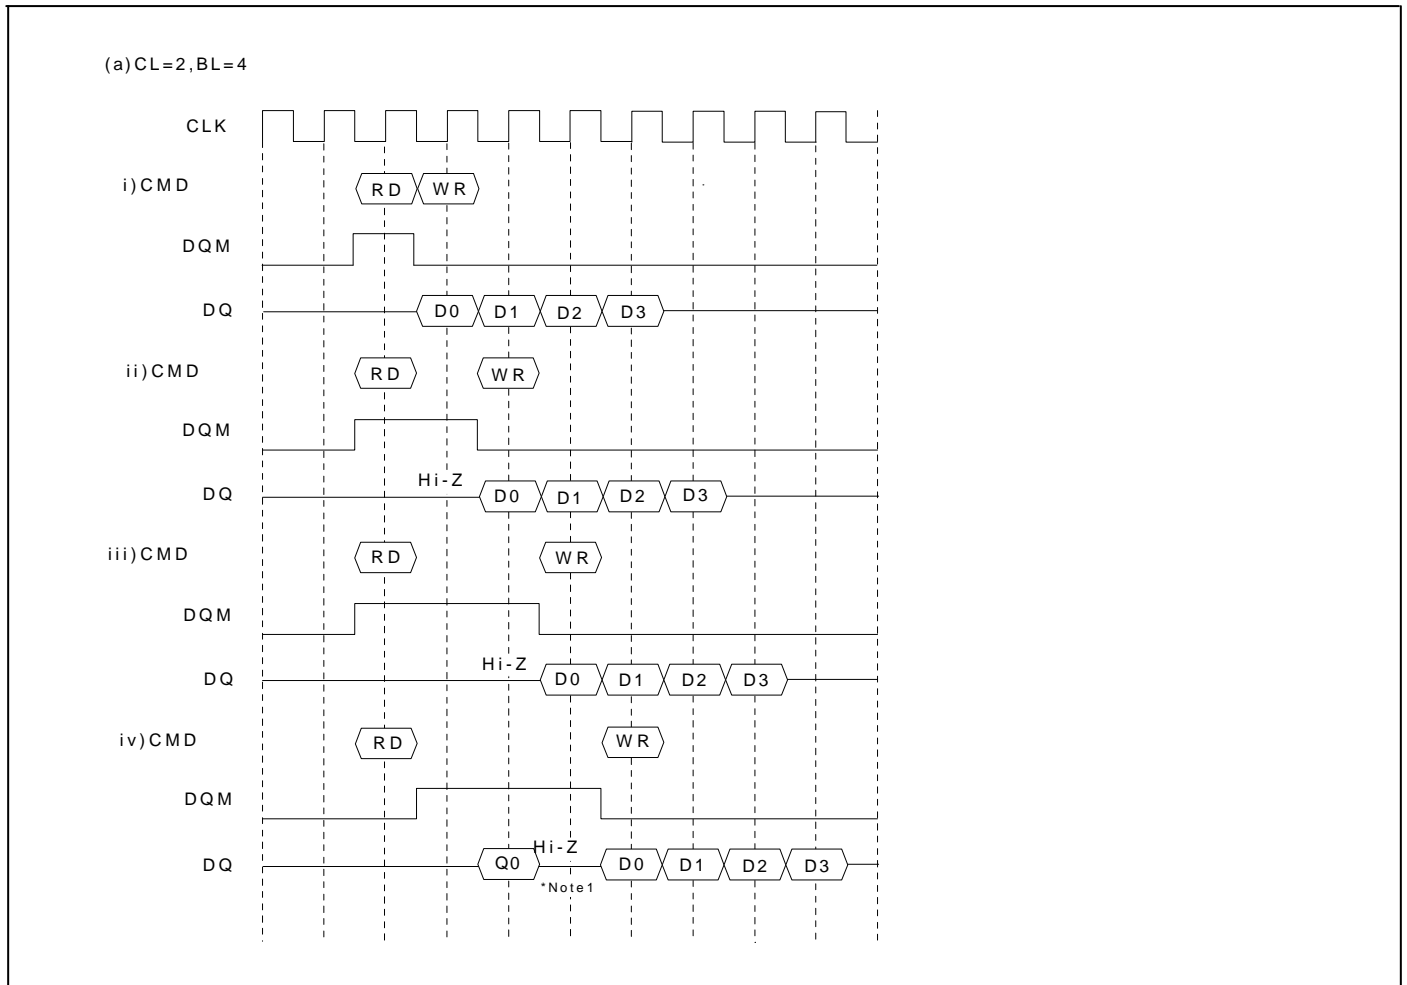 (a)CL=2,BL=4
CLK
i)CMD RD WR
DQM
DQ D0 D1 D2 D3
ii)CMD RD WR
DQM
Hi-Z
DQ D0 D1 D2 D3
iii)CMD RD WR
DQM
Hi-Z
DQ D0 D1 D2 D3
iv)CMD RD WR
DQM
Hi-Z
DQ Q0 D0 D1 D2 D3
*Note1